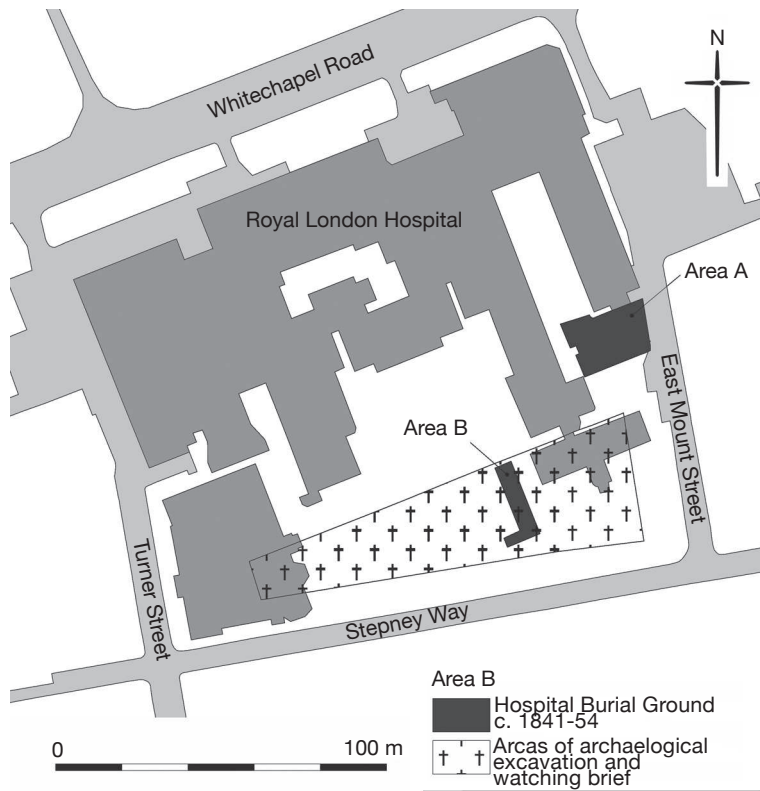 N
Whitechapel Road
Royal London Hospital
Area A
East Mount Street
Area B
Turner Street
Stepney Way
Area B
Hospital Burial Ground
c. 1841-54
Arcas of archaelogical
excavation and
watching brief
0
100 m